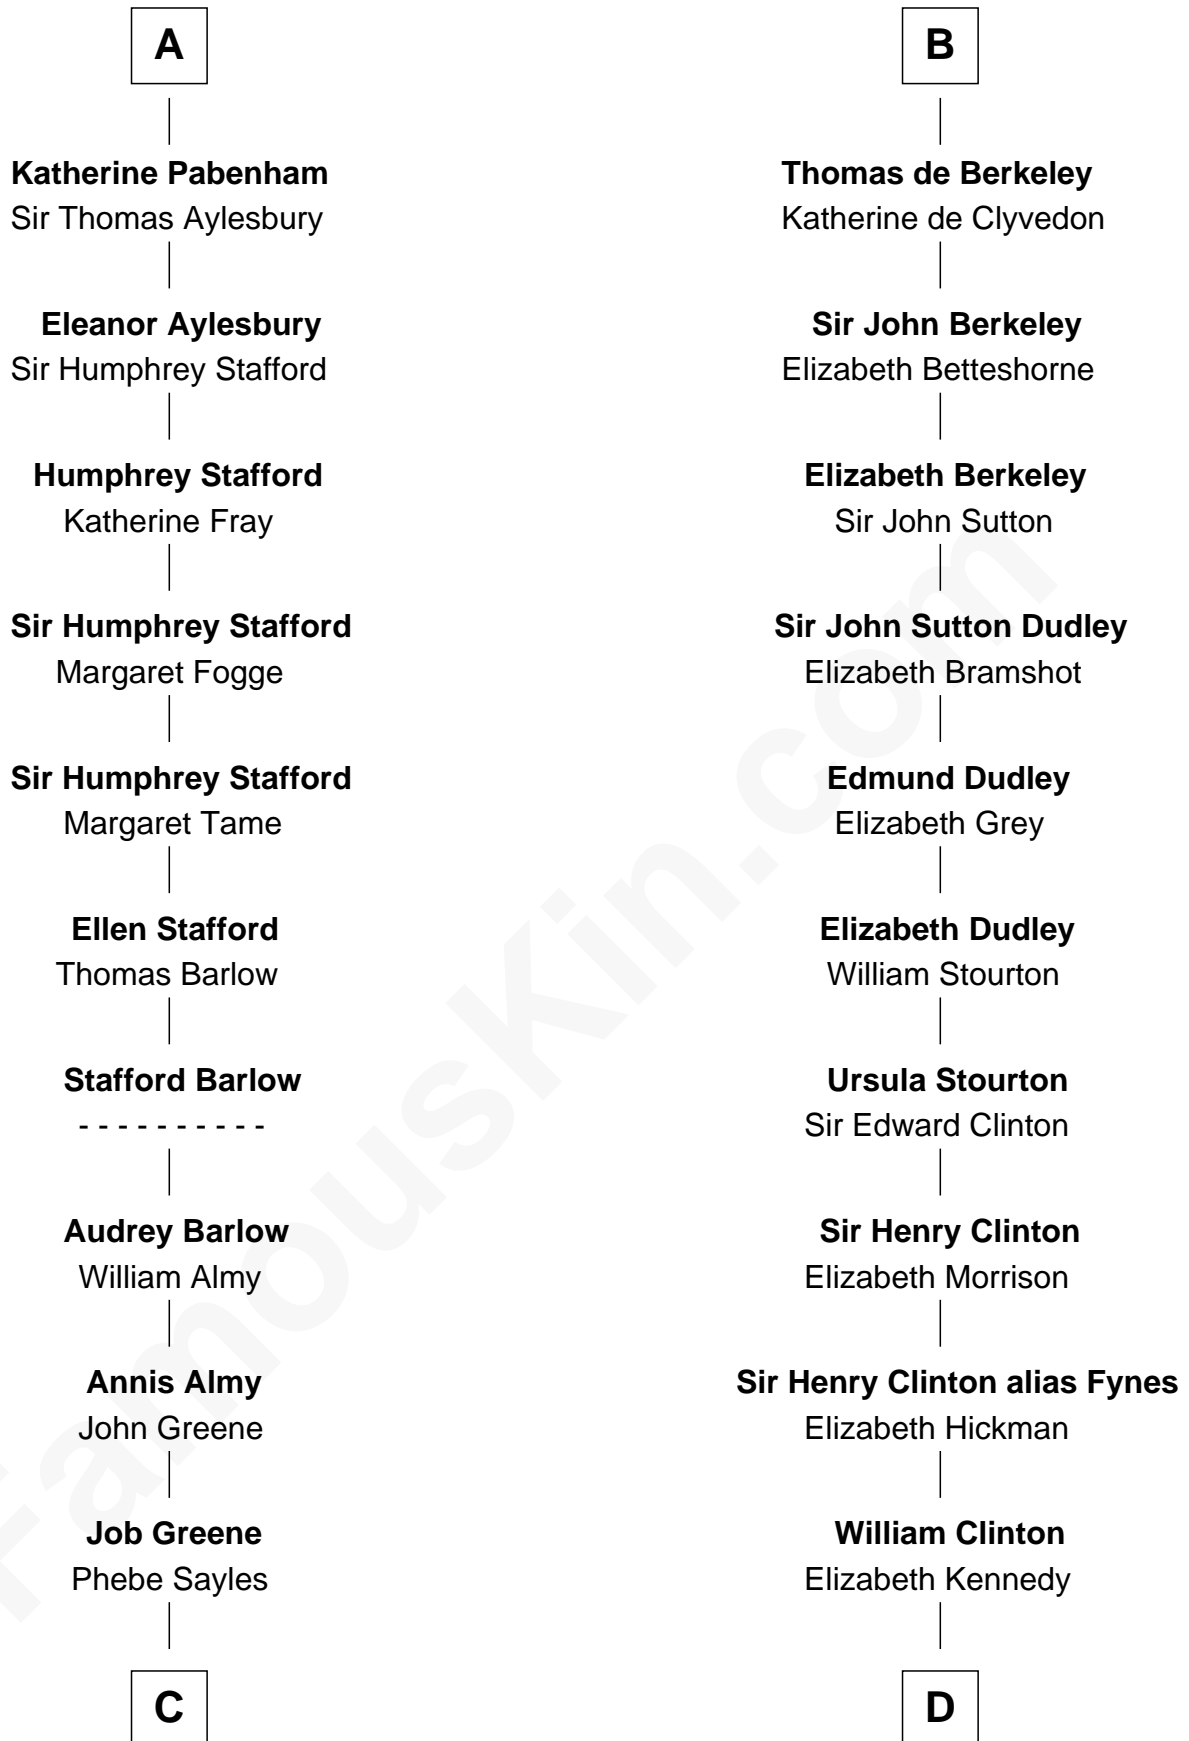 A
Katherine Pabenham
Sir Thomas Aylesbury
Eleanor Aylesbury
Sir Humphrey Stafford
Humphrey Stafford
Katherine Fray
Sir Humphrey Stafford
Margaret Fogge
Sir Humphrey Stafford
Margaret Tame
Ellen Stafford
Thomas Barlow
Stafford Barlow
- - - - - - - - - -
Audrey Barlow
William Almy
Annis Almy
John Greene
Job Greene
Phebe Sayles
C
B
Thomas de Berkeley
Katherine de Clyvedon
Sir John Berkeley
Elizabeth Betteshorne
Elizabeth Berkeley
Sir John Sutton
Sir John Sutton Dudley
Elizabeth Bramshot
Edmund Dudley
Elizabeth Grey
Elizabeth Dudley
William Stourton
Ursula Stourton
Sir Edward Clinton
Sir Henry Clinton
Elizabeth Morrison
Sir Henry Clinton alias Fynes
Elizabeth Hickman
William Clinton
Elizabeth Kennedy
D
FamousKin.com